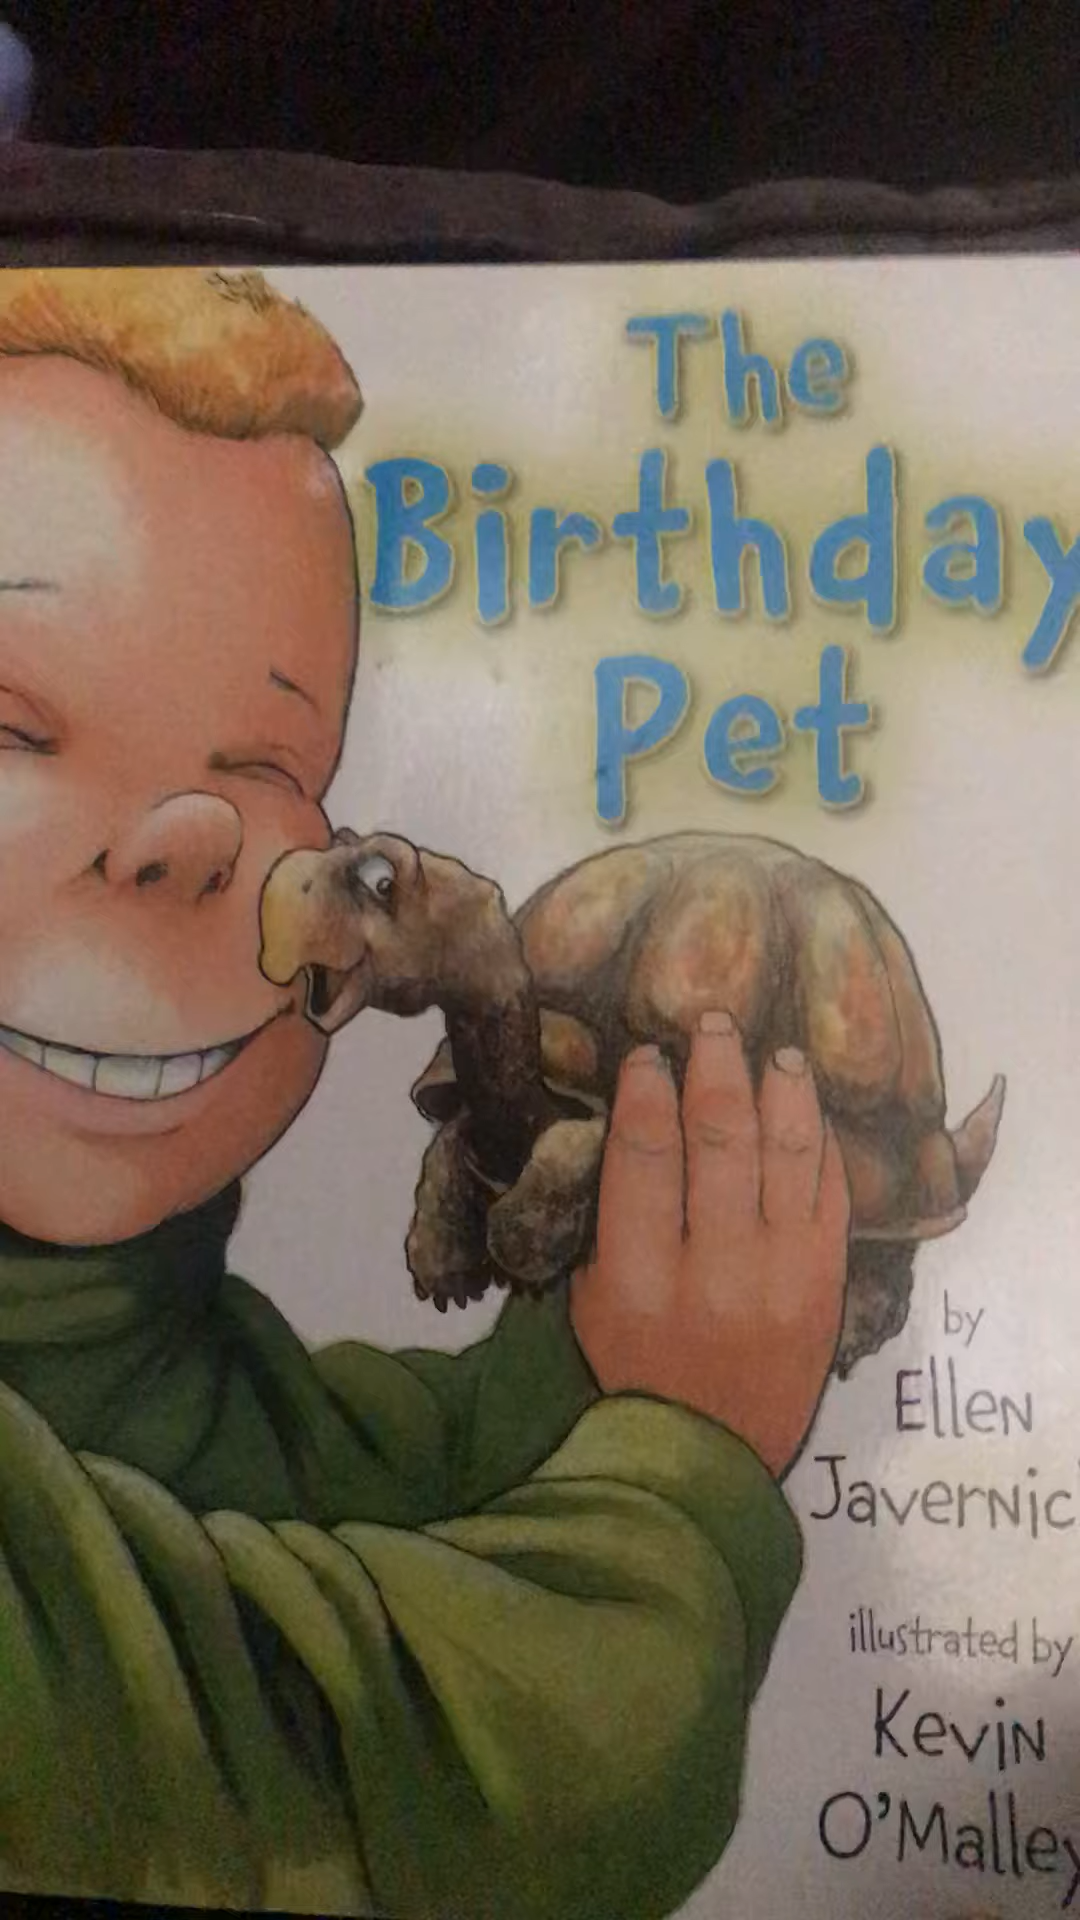 The
Birthday
Pet
by
Ellen
Javernic
illustrated by
Kevin
O'Malley